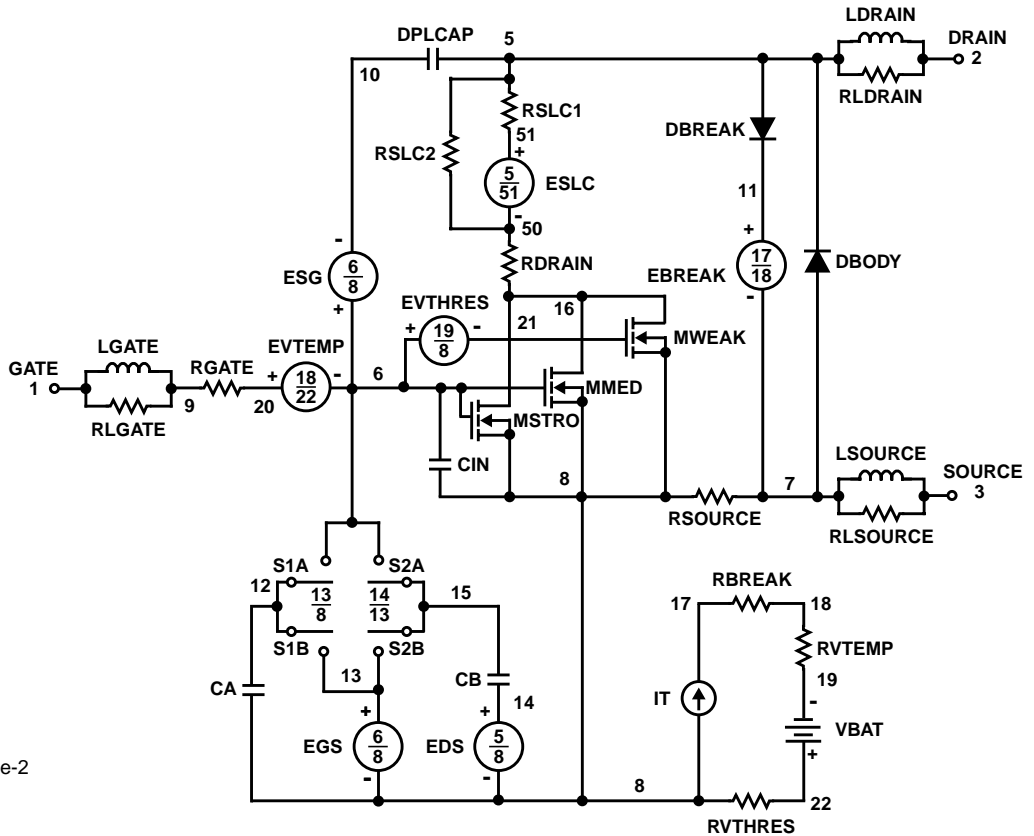 LDRAIN
DPLCAP 5 DRAIN
10 2
RLDRAIN
RSLC1
51
DBREAK
RSLC2 +
5
51
ESLC
11
-
50
-
+
17
18
-
EBREAK
DBODY
RDRAIN
6
8
ESG
+
EVTHRES
+
19
8
-
21
16
MWEAK
LGATE
EVTEMP
GATE
1
RGATE
+
18
22
-
6
MMED
9
20
RLGATE
MSTRO
CIN
8
LSOURCE
7
SOURCE
3
RSOURCE
RLSOURCE
S1A
S2A
12
13
8
14
13
15
S1B
S2B
13
CA
CB
14
+
+
EGS
6
8
EDS
5
8
-
-
8
RBREAK
17
18
RVTEMP
19
IT
-
VBAT
+
22
RVTHRES
e-2